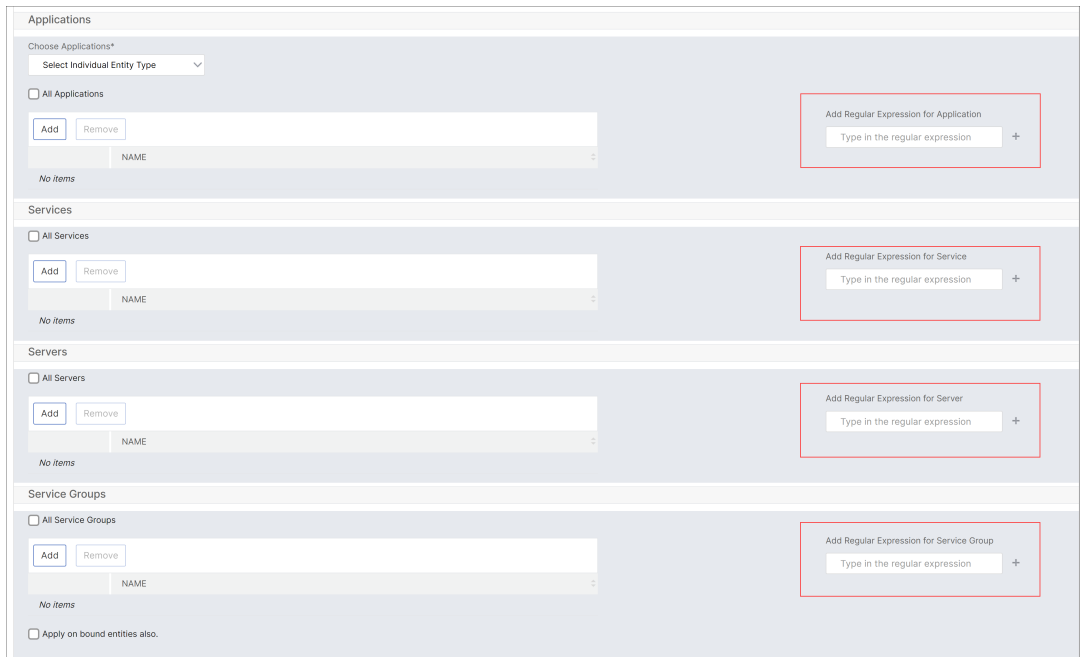 Applications
Choose Applications*
Select Individual Entity Type
All Applications
Add Remove
NAME
No items
Add Regular Expression for Application
Type in the regular expression +
Services
All Services
Add Remove
NAME
No items
Add Regular Expression for Service
Type in the regular expression +
Servers
All Servers
Add Remove
NAME
No items
Add Regular Expression for Server
Type in the regular expression +
Service Groups
All Service Groups
Add Remove
NAME
No items
Add Regular Expression for Service Group
Type in the regular expression +
Apply on bound entities also.